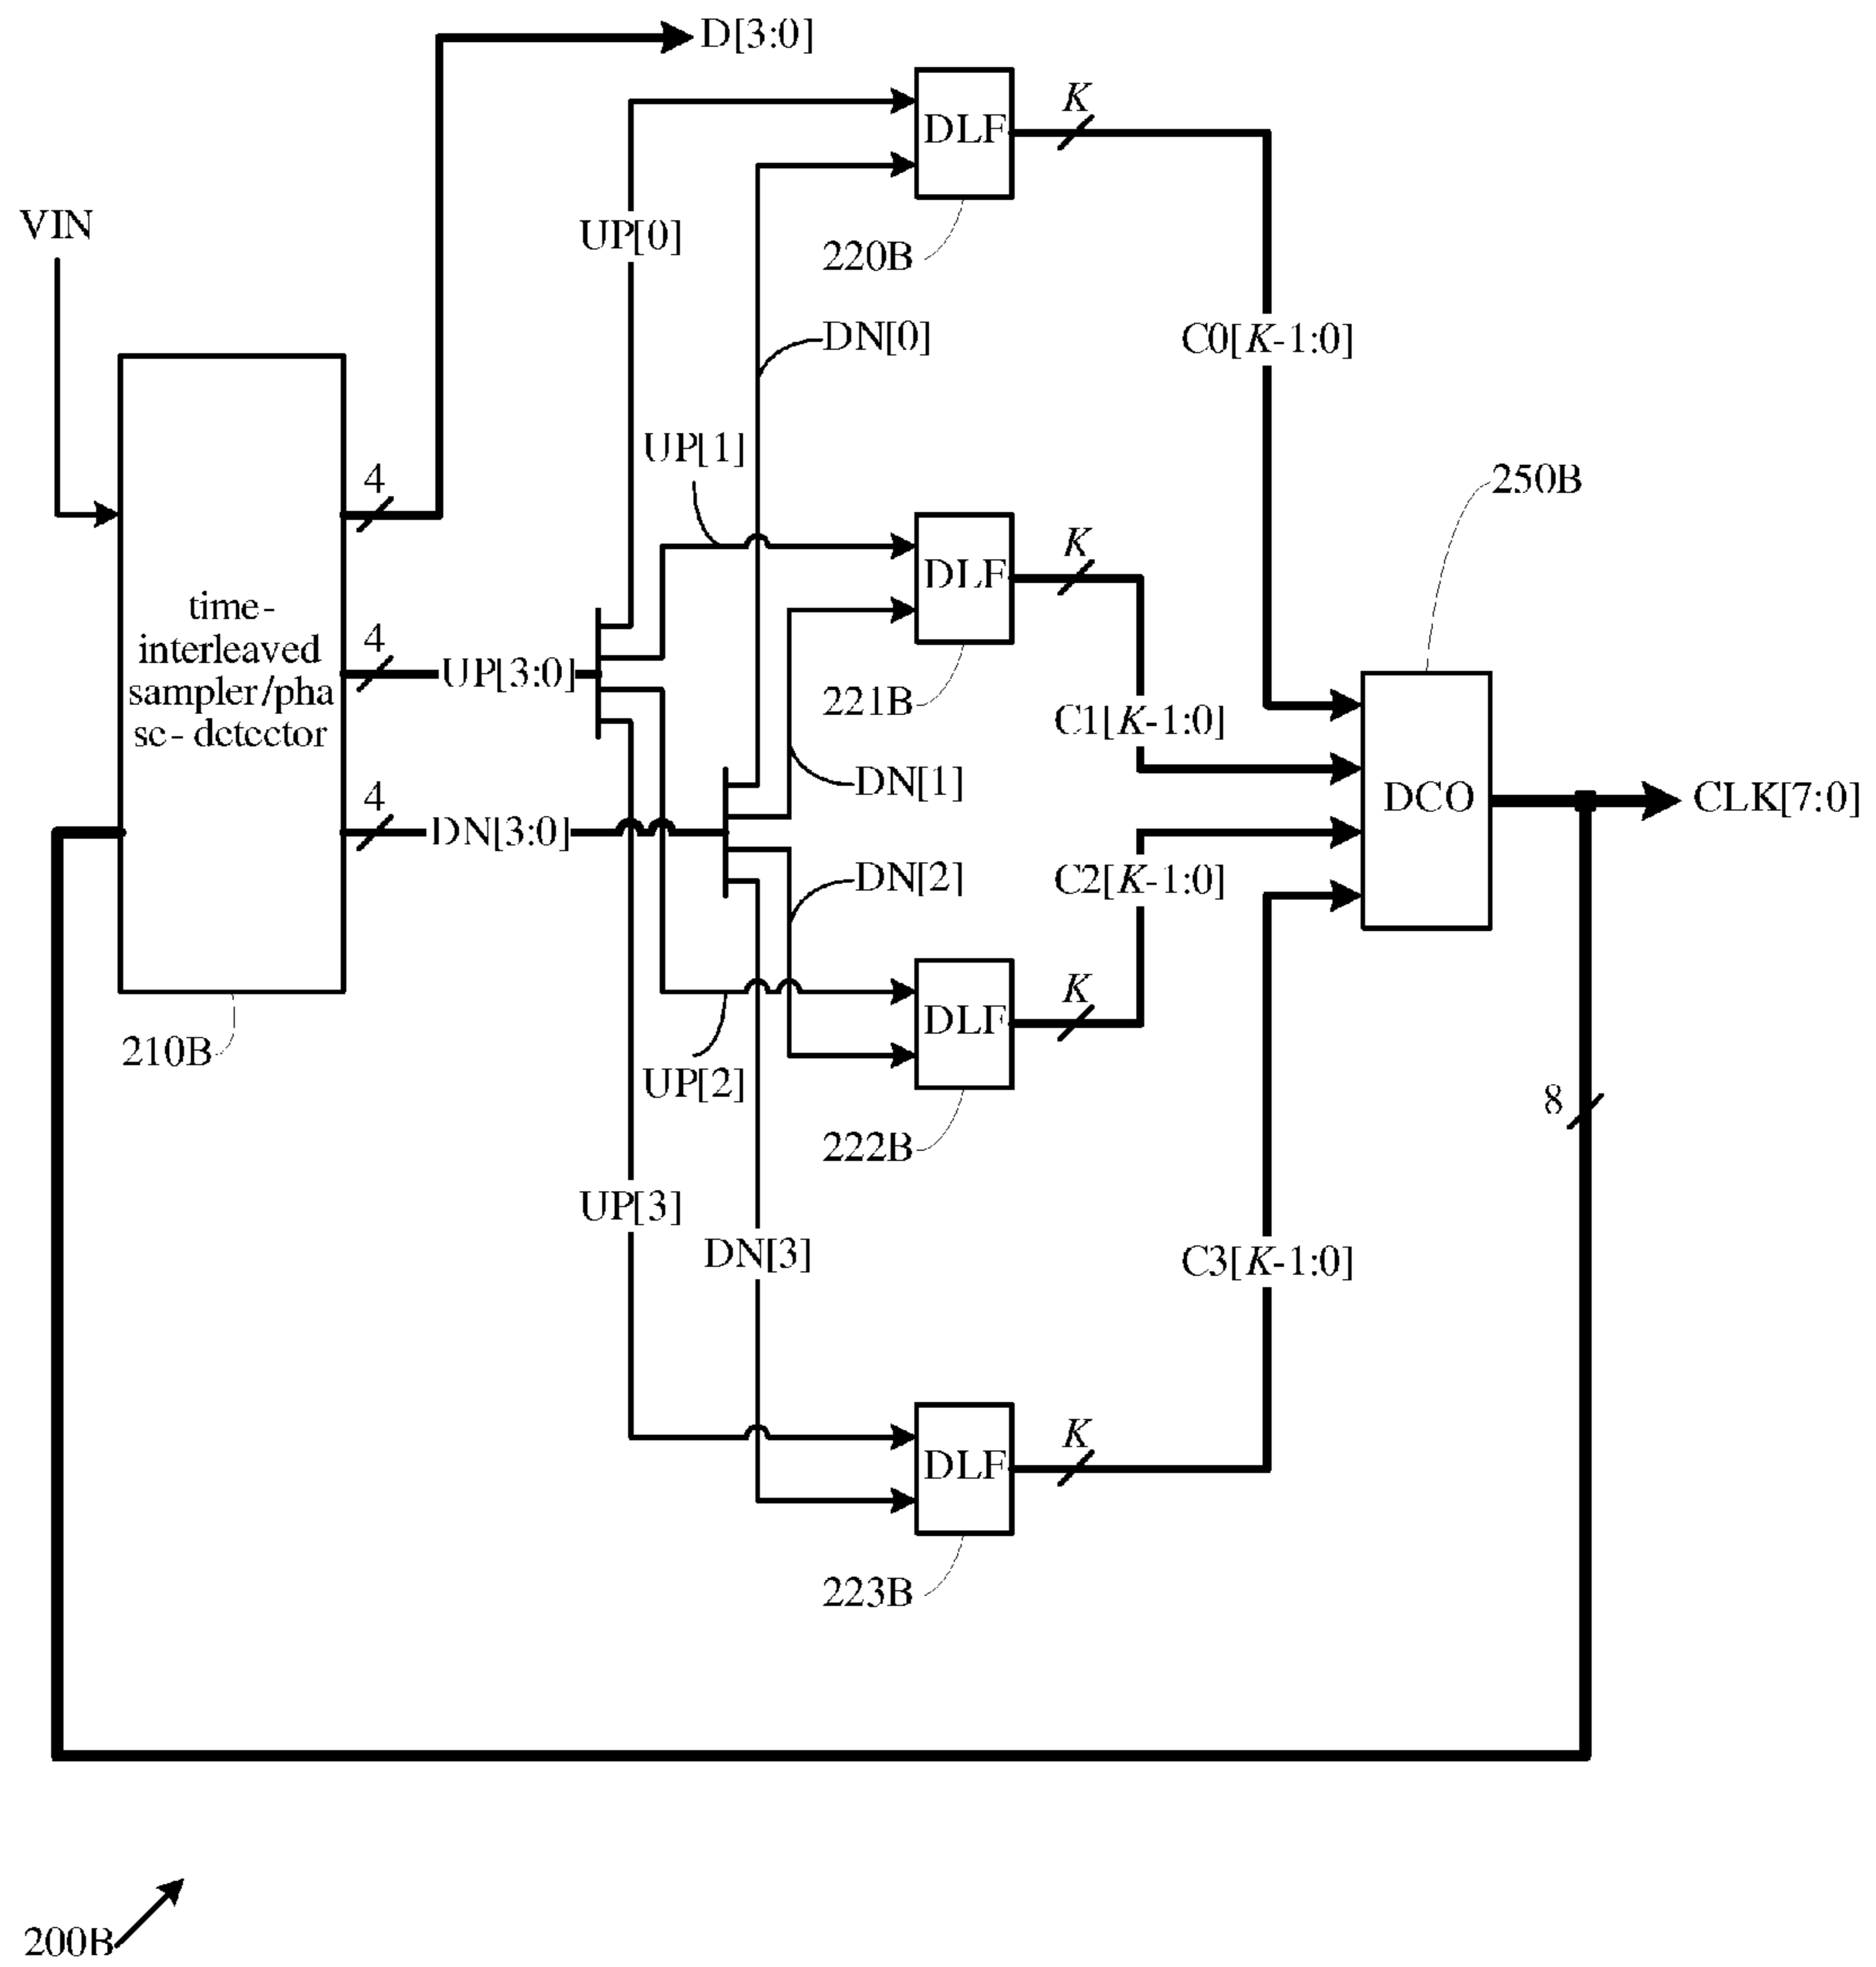 D[3:0]
K
DLF
VIN
UP[0]
220B
DN[0]
C0[K-1:0]
UP[1]
4
250B
K
DLF
time-
interleaved
sampler/pha
se- detector
4
UP[3:0]
221B
C1[K-1:0]
DN[1]
DCO
CLK[7:0]
4
DN[3:0]
DN[2]
C2[K-1:0]
K
DLF
210B
UP[2]
8
222B
UP[3]
DN[3]
C3[K-1:0]
K
DLF
223B
200B